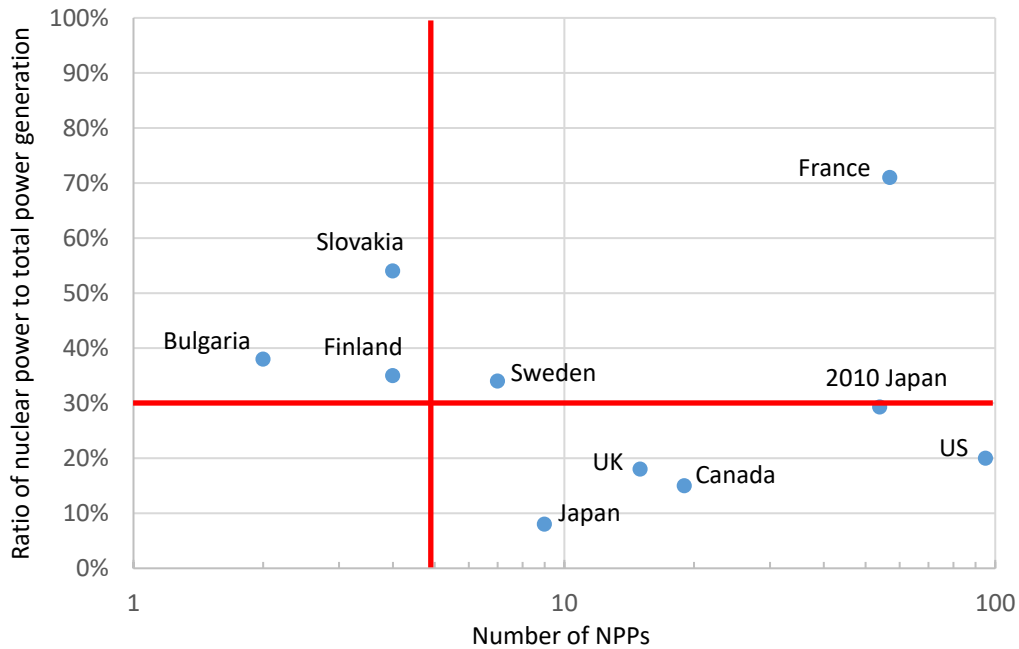 Ratio of nuclear power to total power generation
100%
90%
80%
70%
60%
50%
40%
30%
20%
10%
0%
France
Slovakia
Bulgaria
Finland
Sweden
2010 Japan
US
UK
Canada
Japan
1
10
100
Number of NPPs